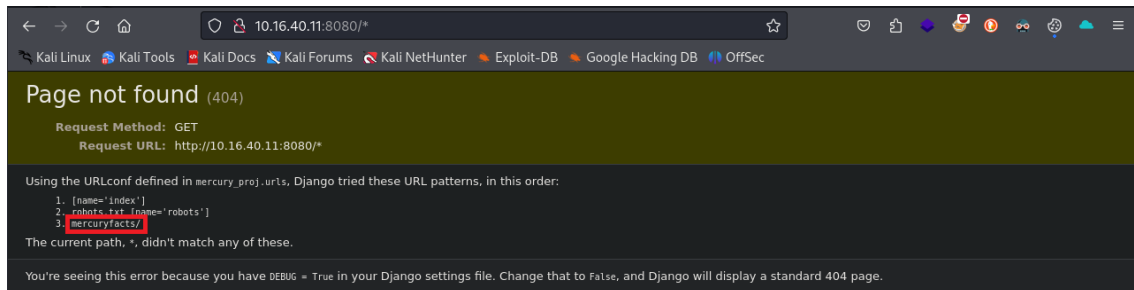 10.16.40.11:8080/*
Kali Linux Kali Tools Kali Docs Kali Forums Kali NetHunter Exploit-DB Google Hacking DB OffSec
Page not found (404)
Request Method: GET
Request URL: http://10.16.40.11:8080/*
Using the URLconf defined in mercury_proj.urls, Django tried these URL patterns, in this order:
1. [name='index']
2. robots.txt [name='robots']
3. mercuryfacts/
The current path, *, didn't match any of these.
You're seeing this error because you have DEBUG = True in your Django settings file. Change that to False, and Django will display a standard 404 page.